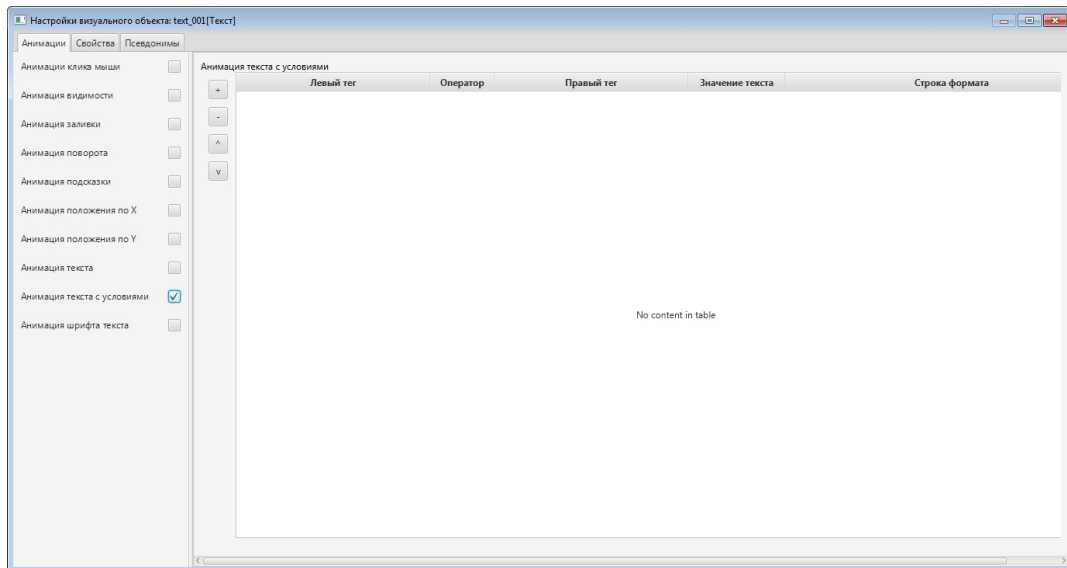 Настройки визуального объекта: text_001[Текст]
Анимации Свойства Псевдонимы
Анимации клика мыши
Анимация видимости
Анимация заливки
Анимация поворота
Анимация подсказки
Анимация положения по X
Анимация положения по Y
Анимация текста
Анимация текста с условиями
Анимация шрифта текста
Анимация текста с условиями
+
-
^
v
Левый тег Оператор Правый тег Значение текста Строка формата
No content in table